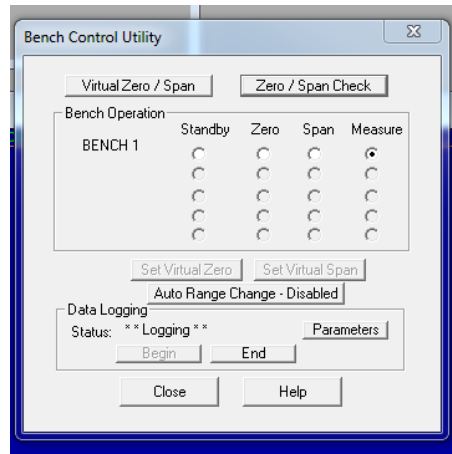 Bench Control Utility
Virtual Zero / Span Zero / Span Check
Bench Operation
Standby Zero Span Measure
BENCH 1
Set Virtual Zero Set Virtual Span
Auto Range Change - Disabled
Data Logging
Status: * * Logging * * Parameters
Begin End
Close Help